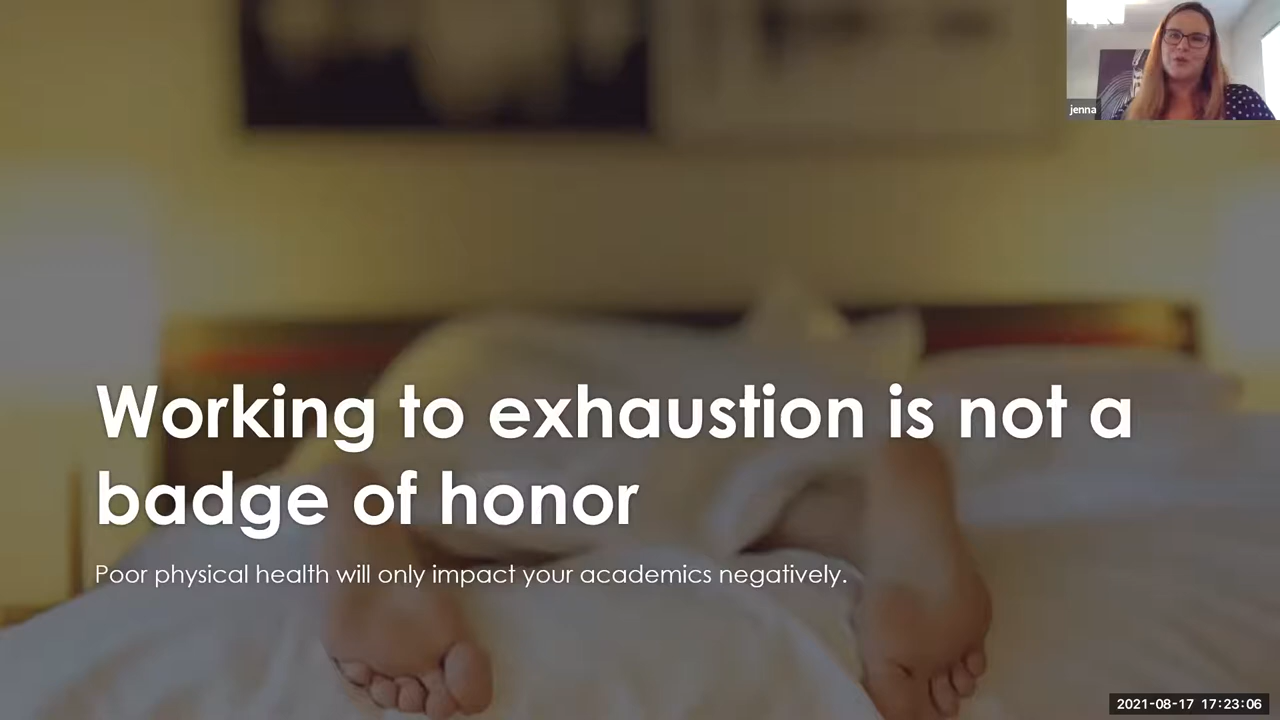 jenna
Working to exhaustion is not a
badge of honor
Poor physical health will only impact your academics negatively.
2021-08-17 17:23:06